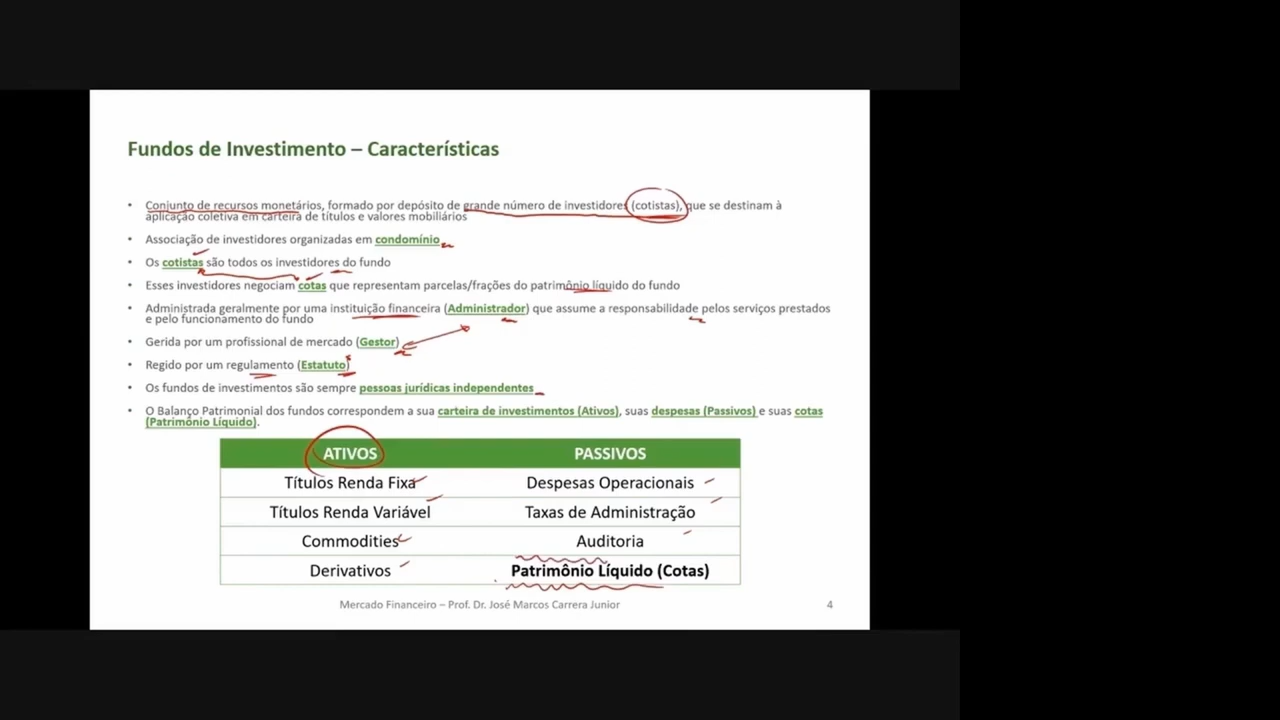 Fundos de Investimento – Características
• Conjunto de recursos monetários, formado por depósito de grande número de investidores (cotistas), que se destinam à
aplicação coletiva em carteira de títulos e valores mobiliários
• Associação de investidores organizadas em condomínio
• Os cotistas são todos os investidores do fundo
• Esses investidores negociam cotas que representam parcelas/frações do patrimônio líquido do fundo
• Administrada geralmente por uma instituição financeira (Administrador) que assume a responsabilidade pelos serviços prestados
e pelo funcionamento do fundo
• Gerida por um profissional de mercado (Gestor)
• Regido por um regulamento (Estatuto)
• Os fundos de investimentos são sempre pessoas jurídicas independentes
• O Balanço Patrimonial dos fundos correspondem a sua carteira de investimentos (Ativos), suas despesas (Passivos) e suas cotas
(Patrimônio Líquido).
ATIVOS PASSIVOS
Títulos Renda Fixa Despesas Operacionais
Títulos Renda Variável Taxas de Administração
Commodities Auditoria
Derivativos Patrimônio Líquido (Cotas)
Mercado Financeiro – Prof. Dr. José Marcos Carrera Junior 4